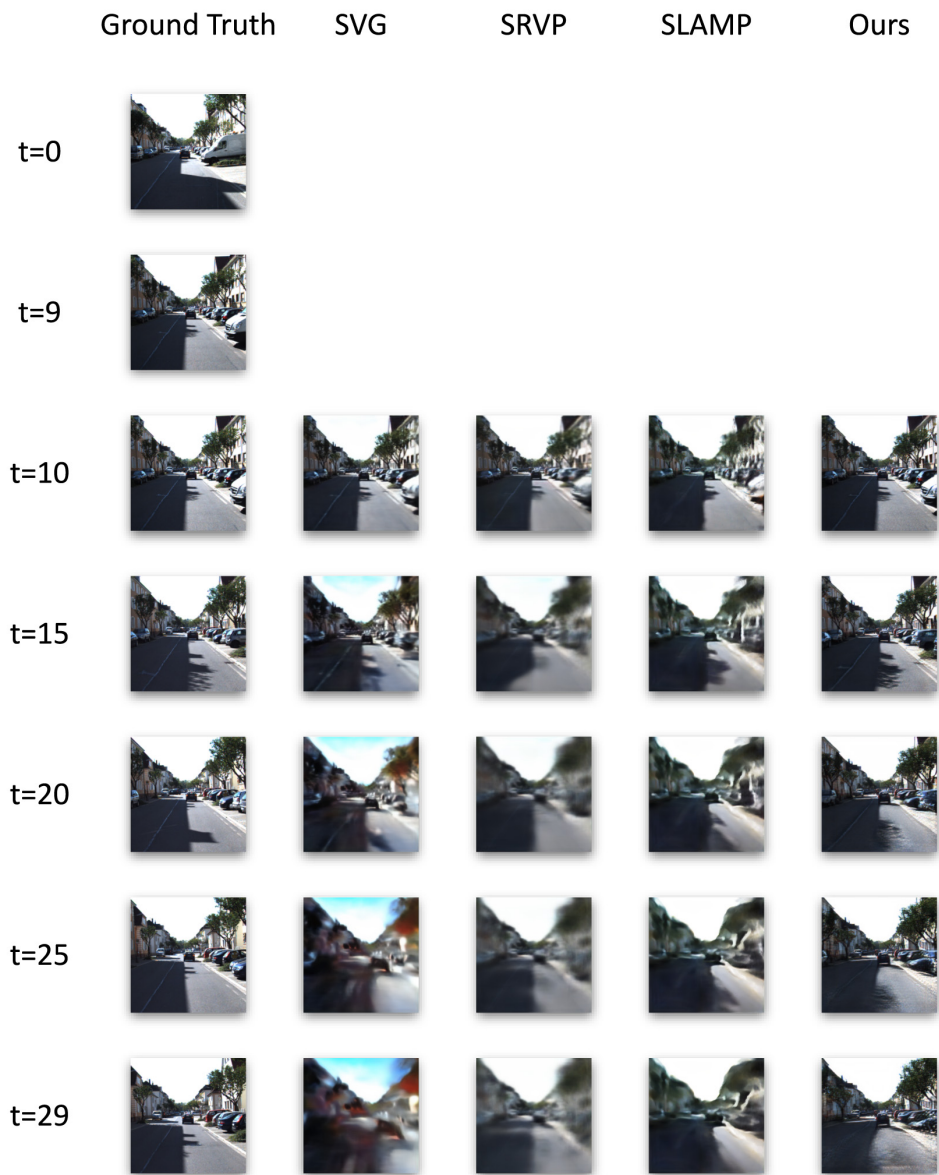 Ground Truth SVG SRVP SLAMP Ours
t=0
t=9
t=10
t=15
t=20
t=25
t=29